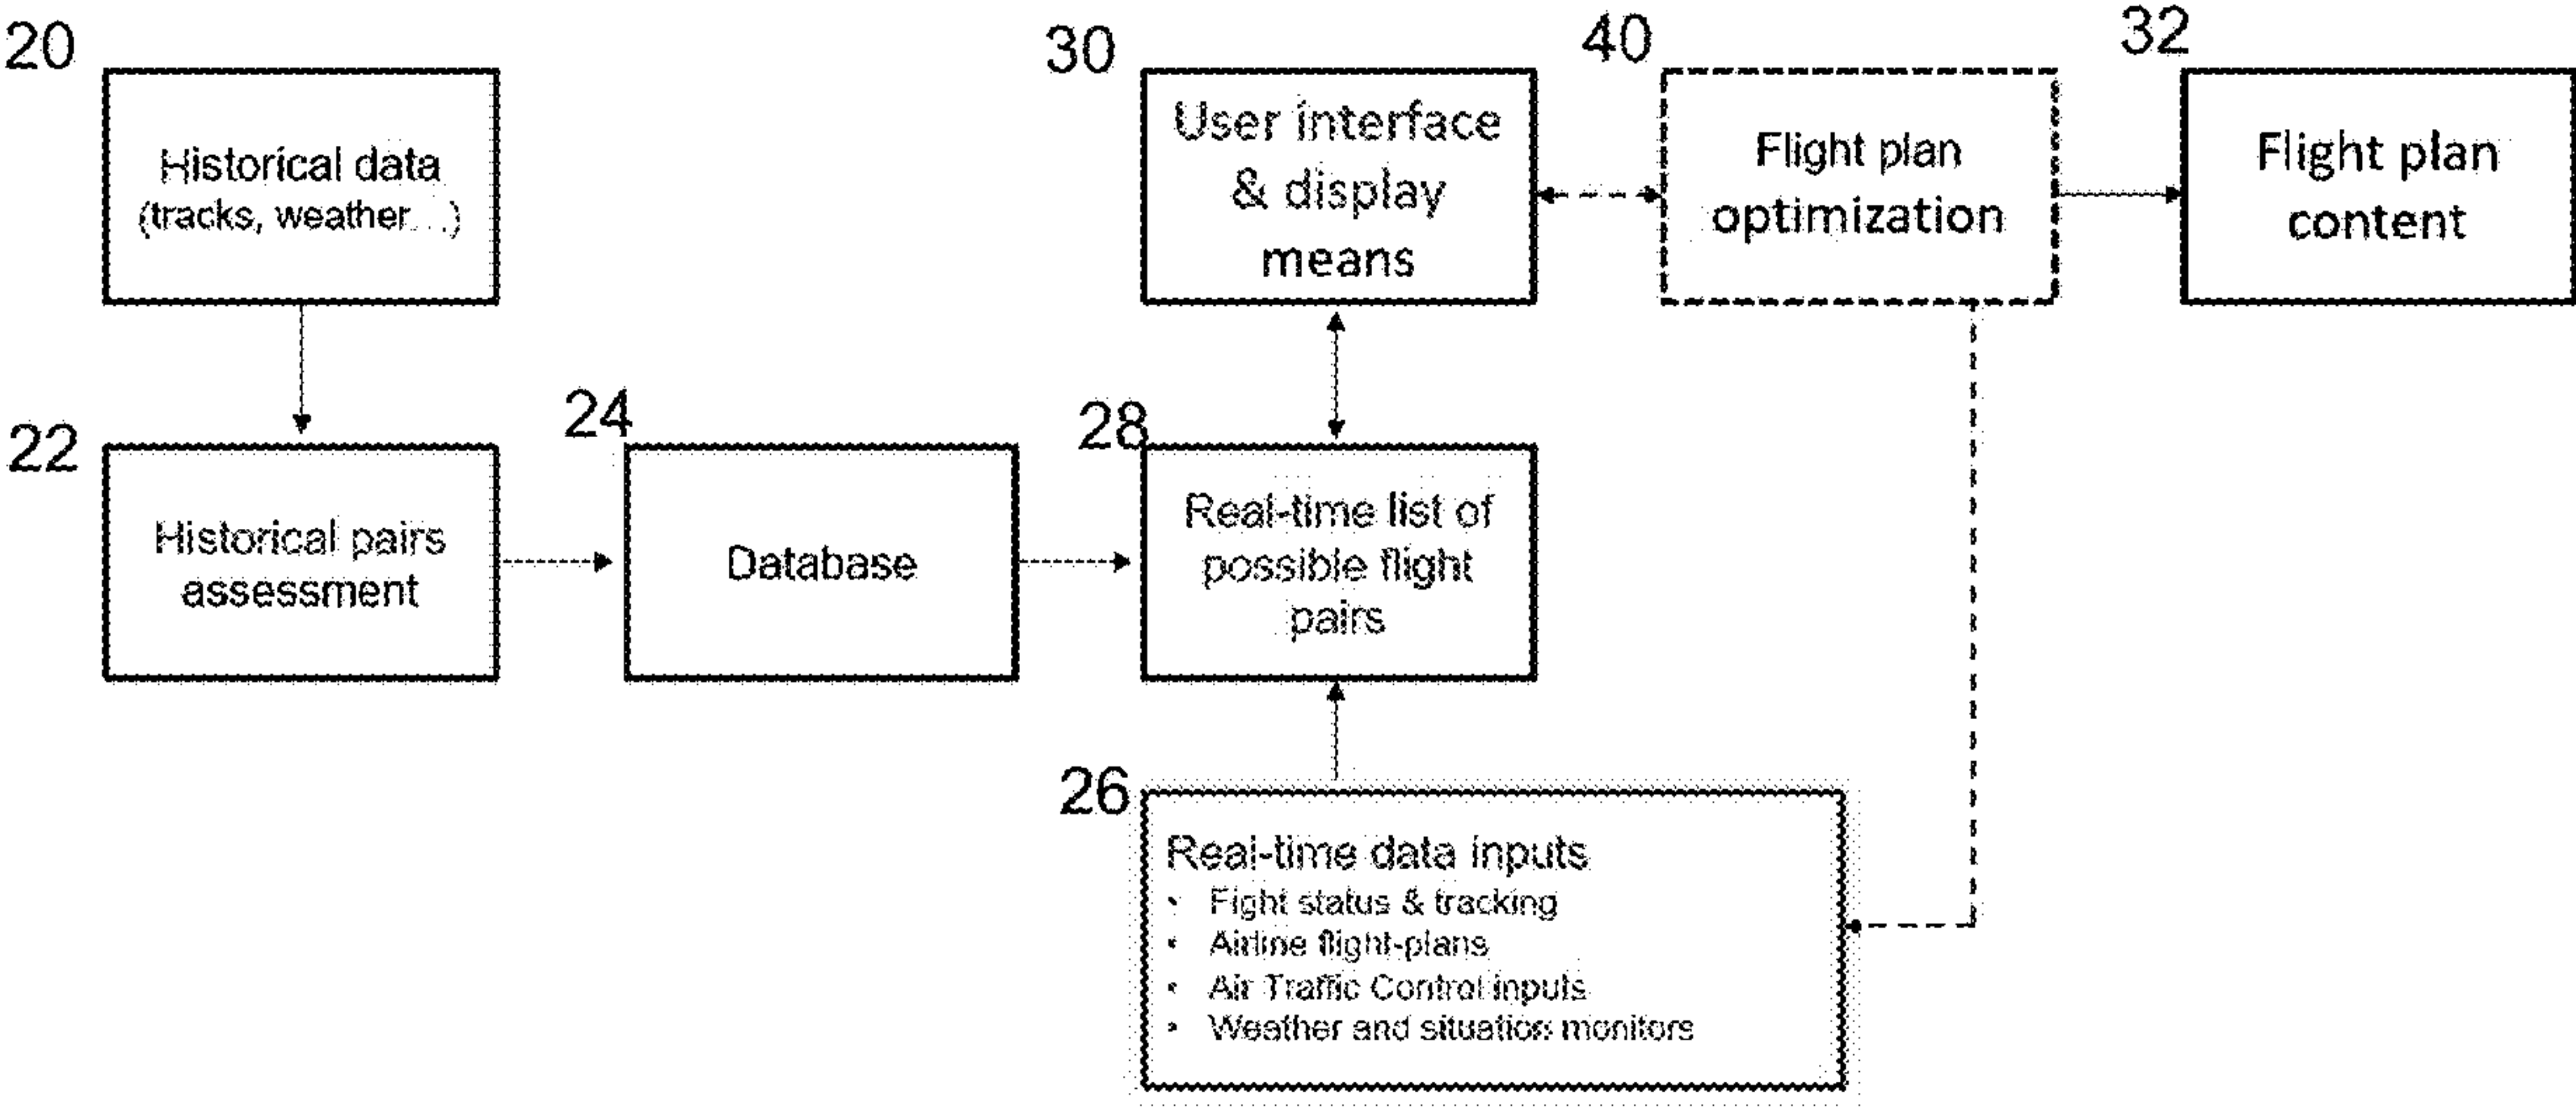 20
Historical data
(tracks, weather...)
30
User interface
& display
means
40
Flight plan
optimization
32
Flight plan
content
22
Historical pairs
assessment
24
Database
28
Real-time list of
possible flight
pairs
26
Real-time data inputs
• Fight status & tracking
• Airline flight-plans
• Air Traffic Control inputs
• Weather and situation monitors